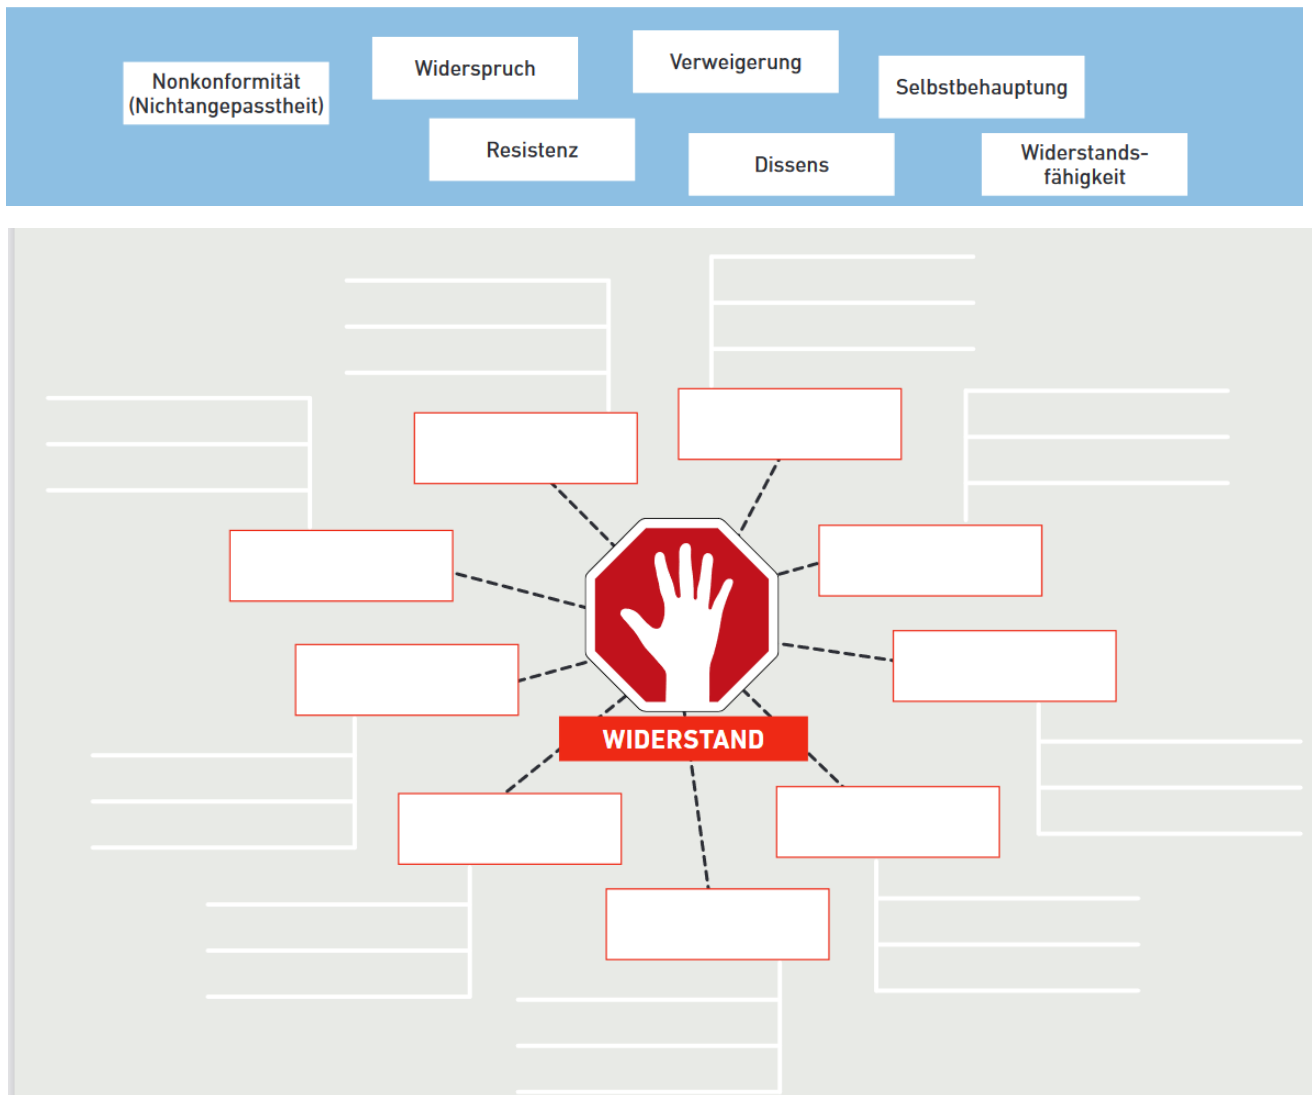 Nonkonformität
(Nichtangepasstheit)
Widerspruch
Verweigerung
Selbstbehauptung
Resistenz
Dissens
Widerstands-
fähigkeit
WIDERSTAND